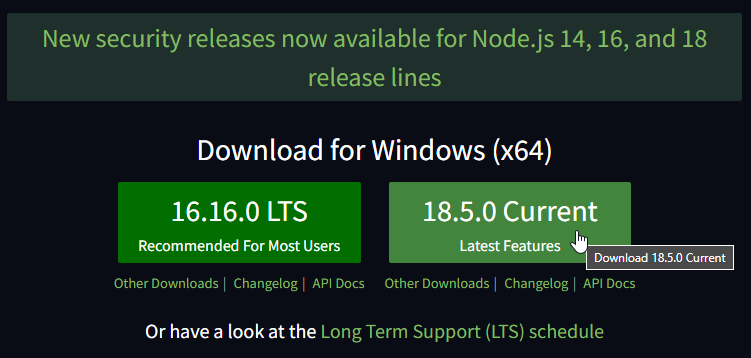 New security releases now available for Node.js 14, 16, and 18
release lines
Download for Windows (x64)
16.16.0 LTS
Recommended For Most Users
18.5.0 Current
Latest Features
Download 18.5.0 Current
Other Downloads | Changelog | API Docs
Other Downloads | Changelog | API Docs
Or have a look at the Long Term Support (LTS) schedule